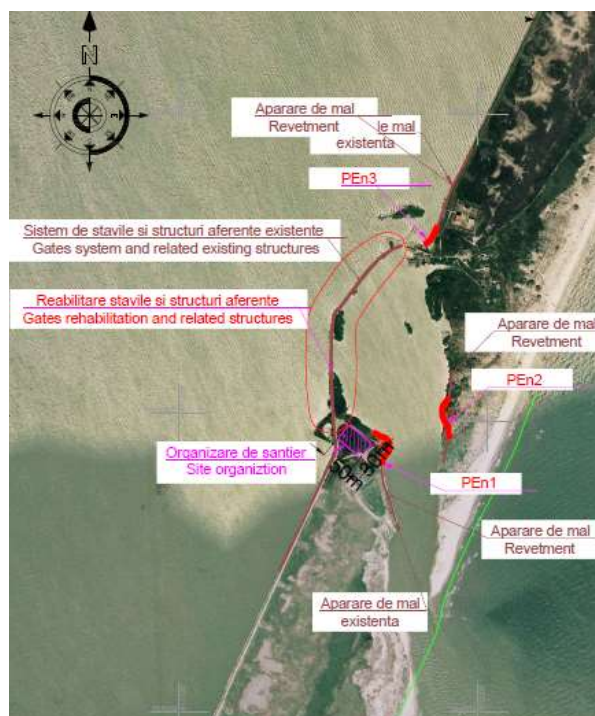 N
Aparare de mal
Revetment
le mal
existenta
PEn3
Sistem de stavile si structuri aferente existente
Gates system and related existing structures
Reabilitare stavile si structuri aferente
Gates rehabilitation and related structures
Aparare de mal
Revetment
PEn2
Organizare de santier
Site organiztion
30m
PEn1
Aparare de mal
Revetment
Aparare de mal
existenta